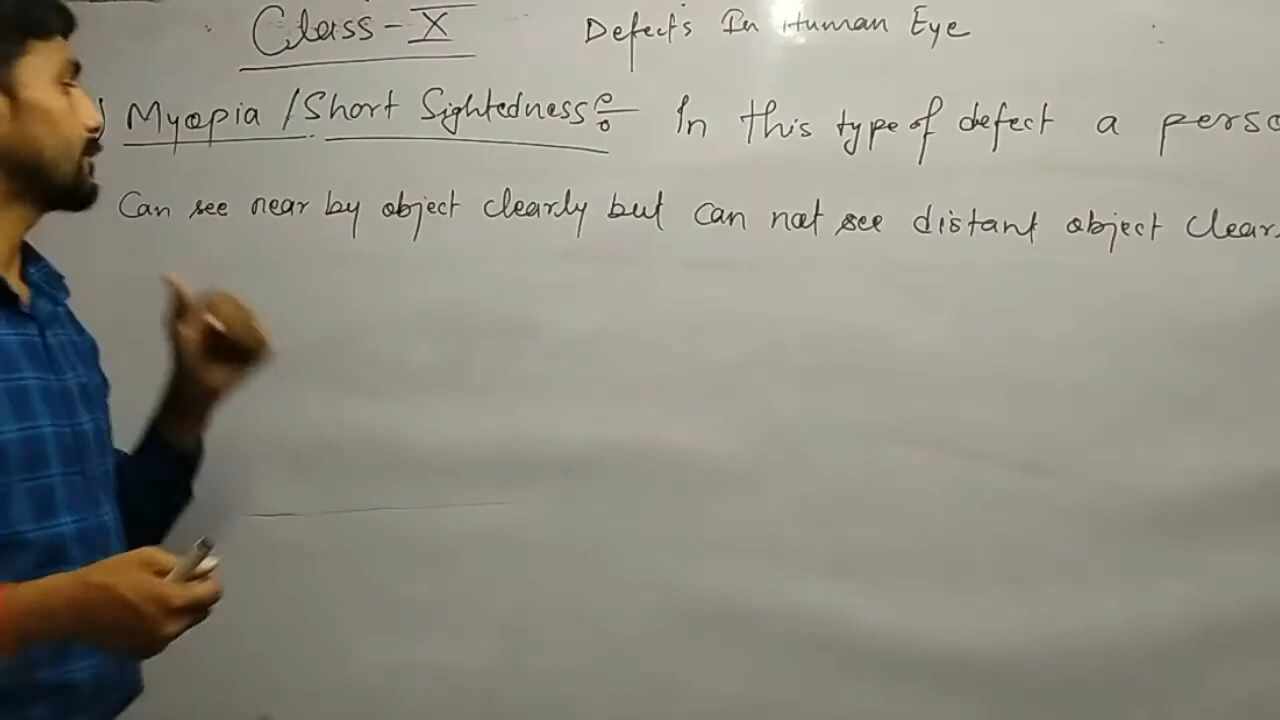 Class - X Defects In Human Eye
) Myopia / Short Sightedness :- In this type of defect a perso
Can see near by object clearly but can not see distant object clear